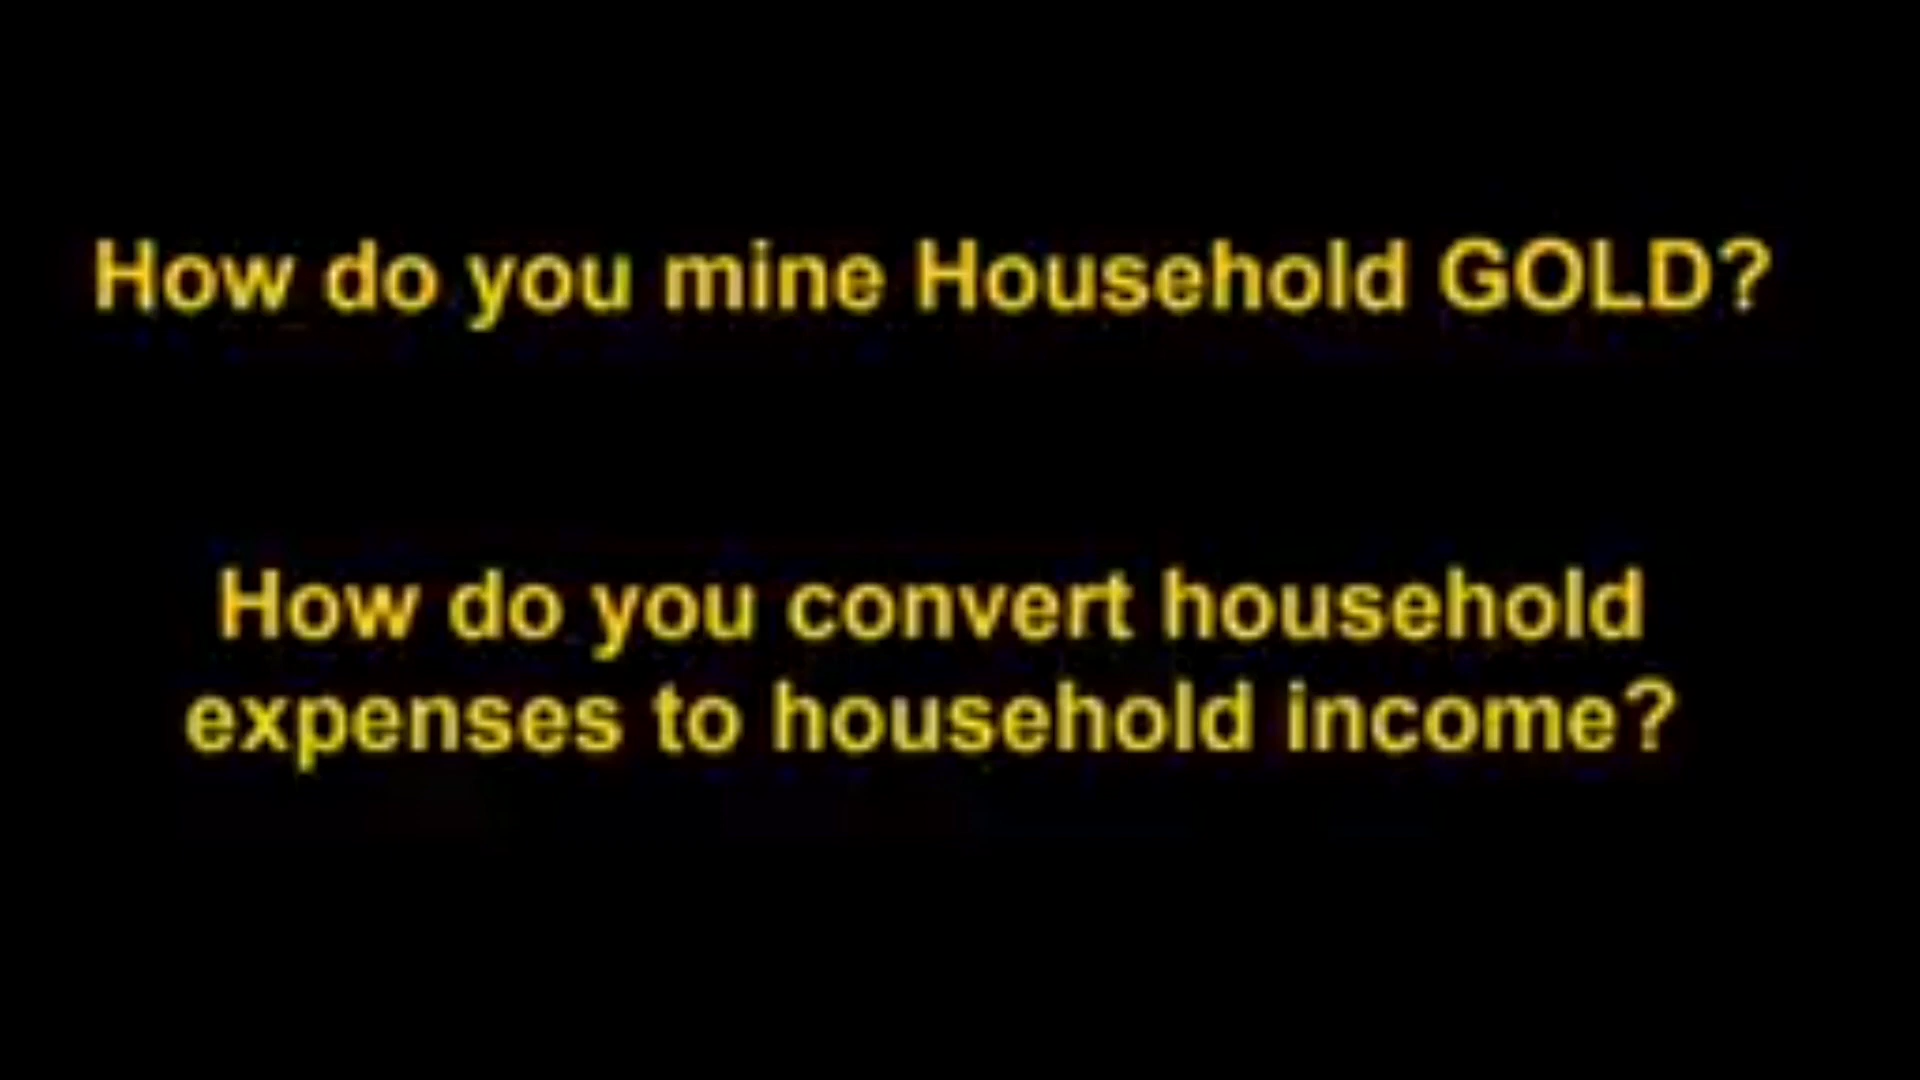 How do you mine Household GOLD?
How do you convert household
expenses to household income?